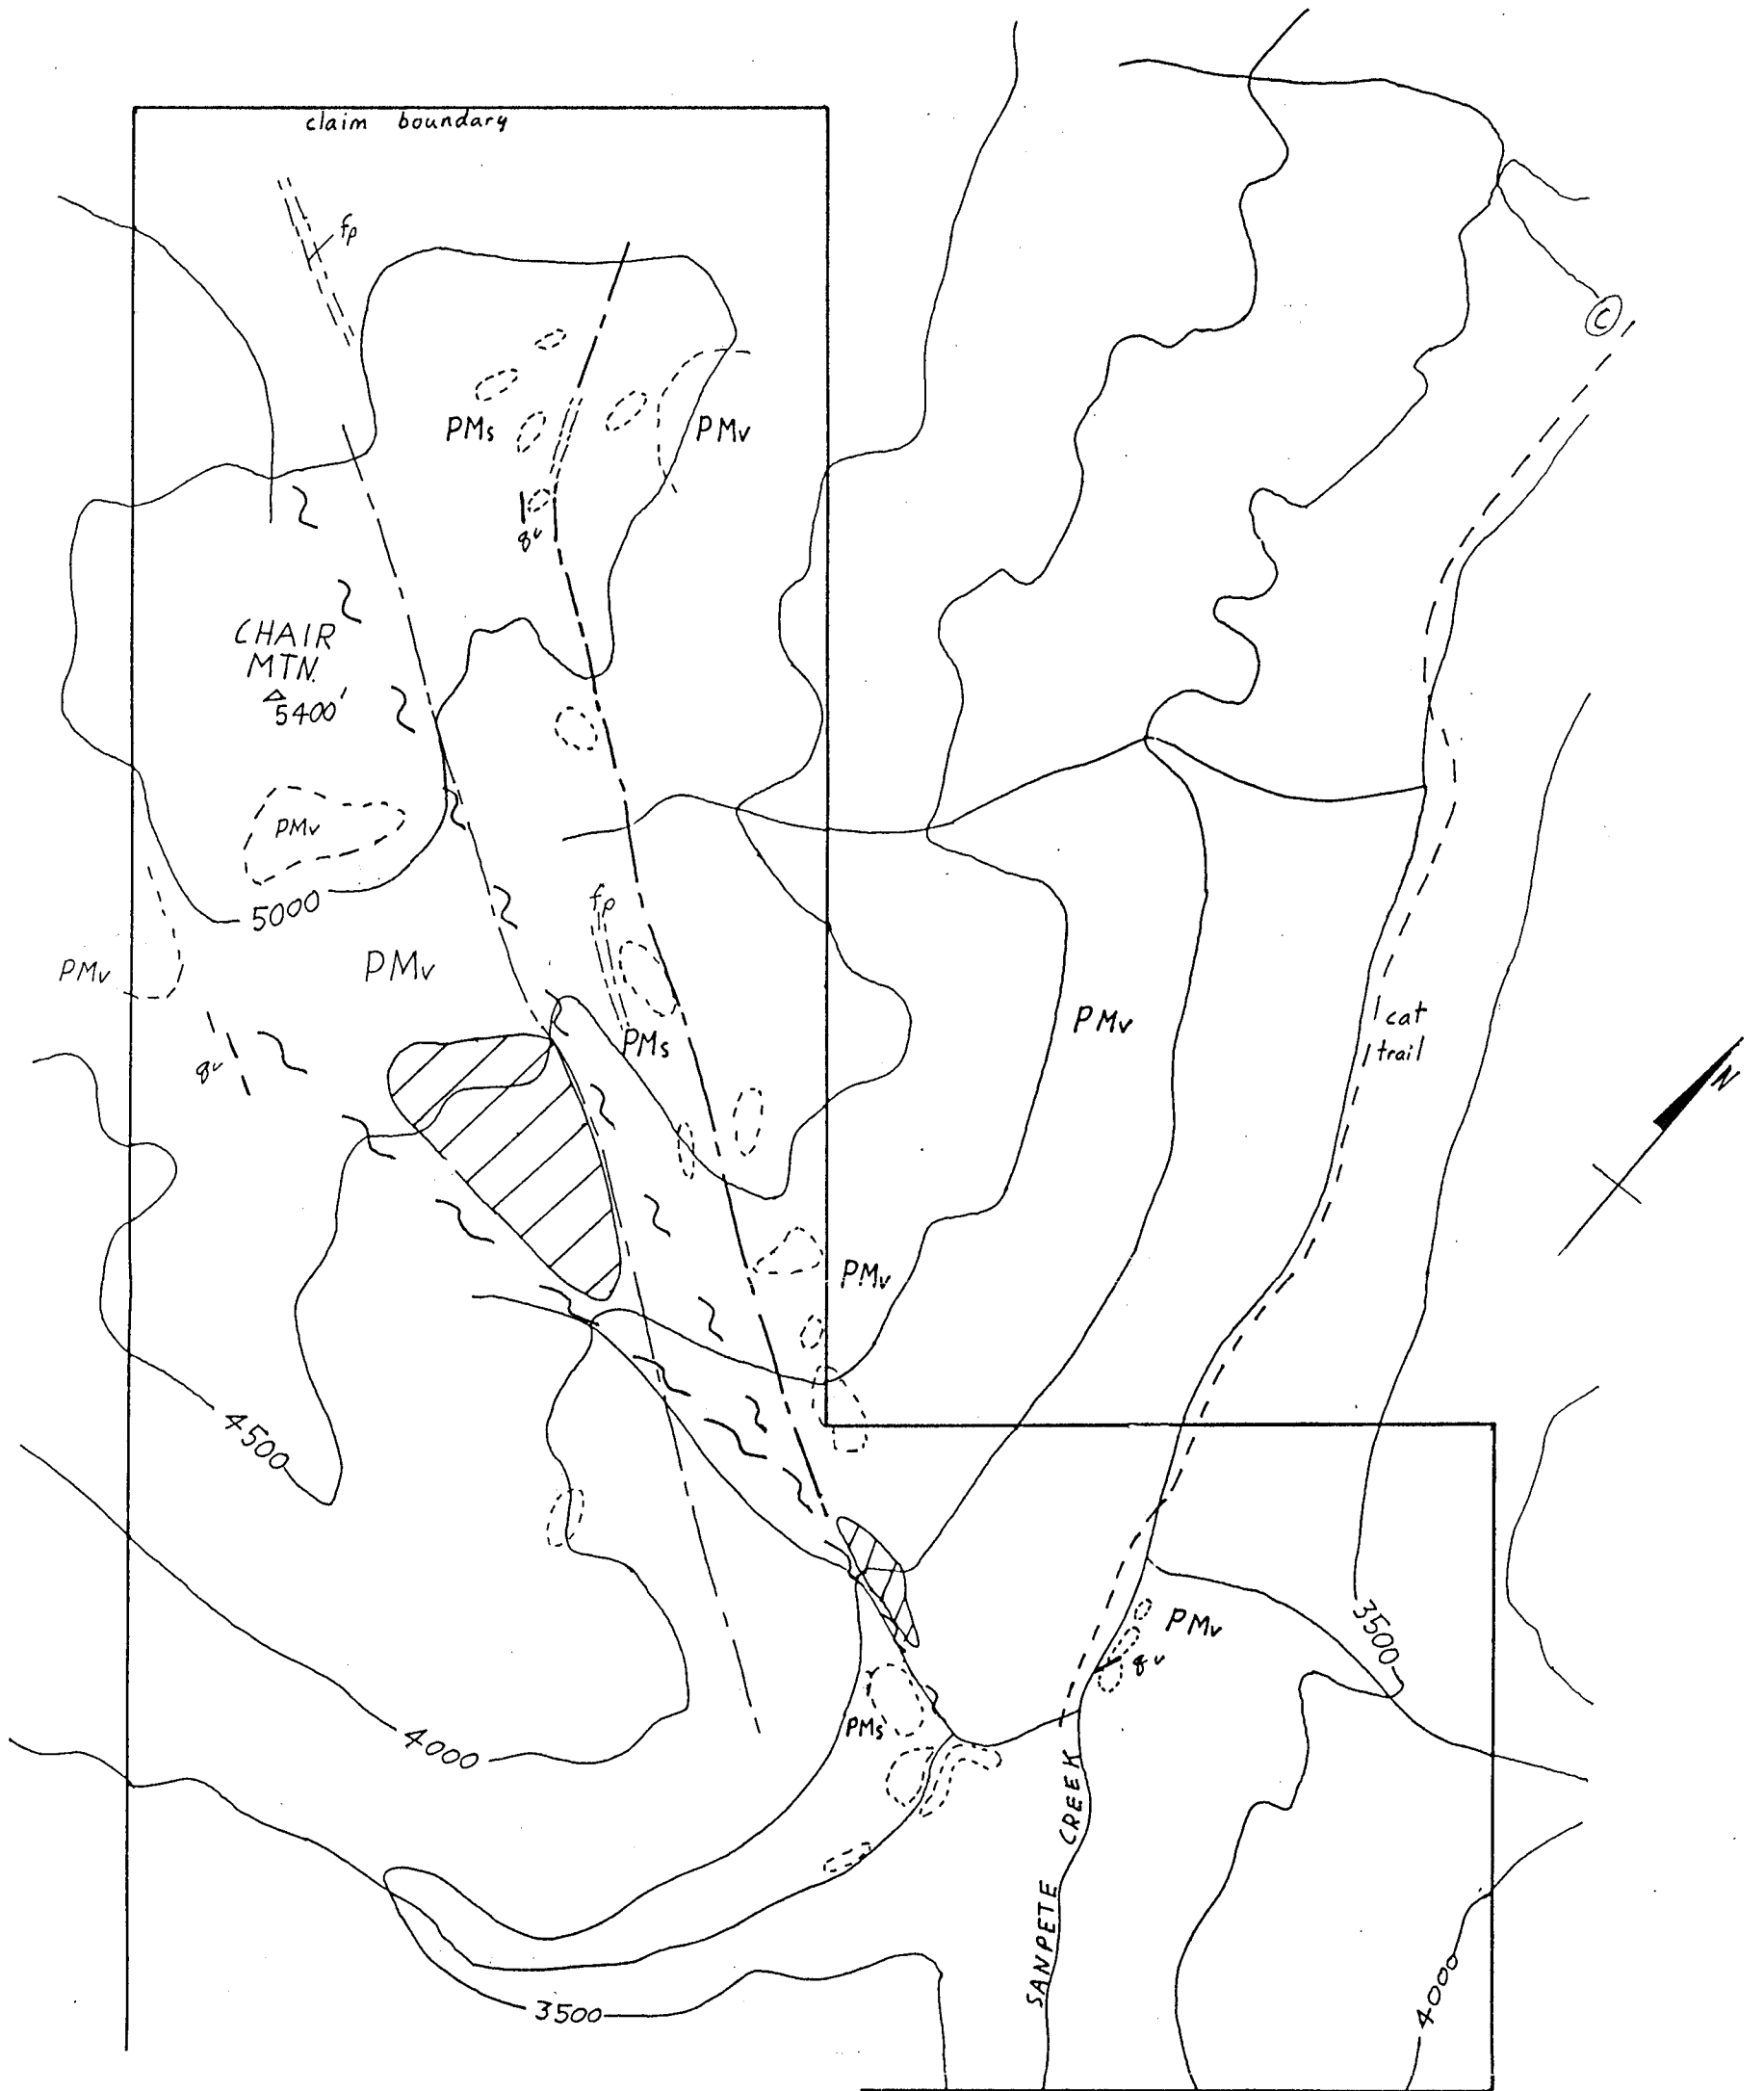 claim boundary
fp
C
PMs
PMv
qv
CHAIR
MTN.
5400'
PMv
5000
fp
PMv
PMv
PMv
cat
trail
PMs
qv
N
PMv
4500
3500
PMv
qv
PMs
4000
SANPETE CREEK
4000
3500